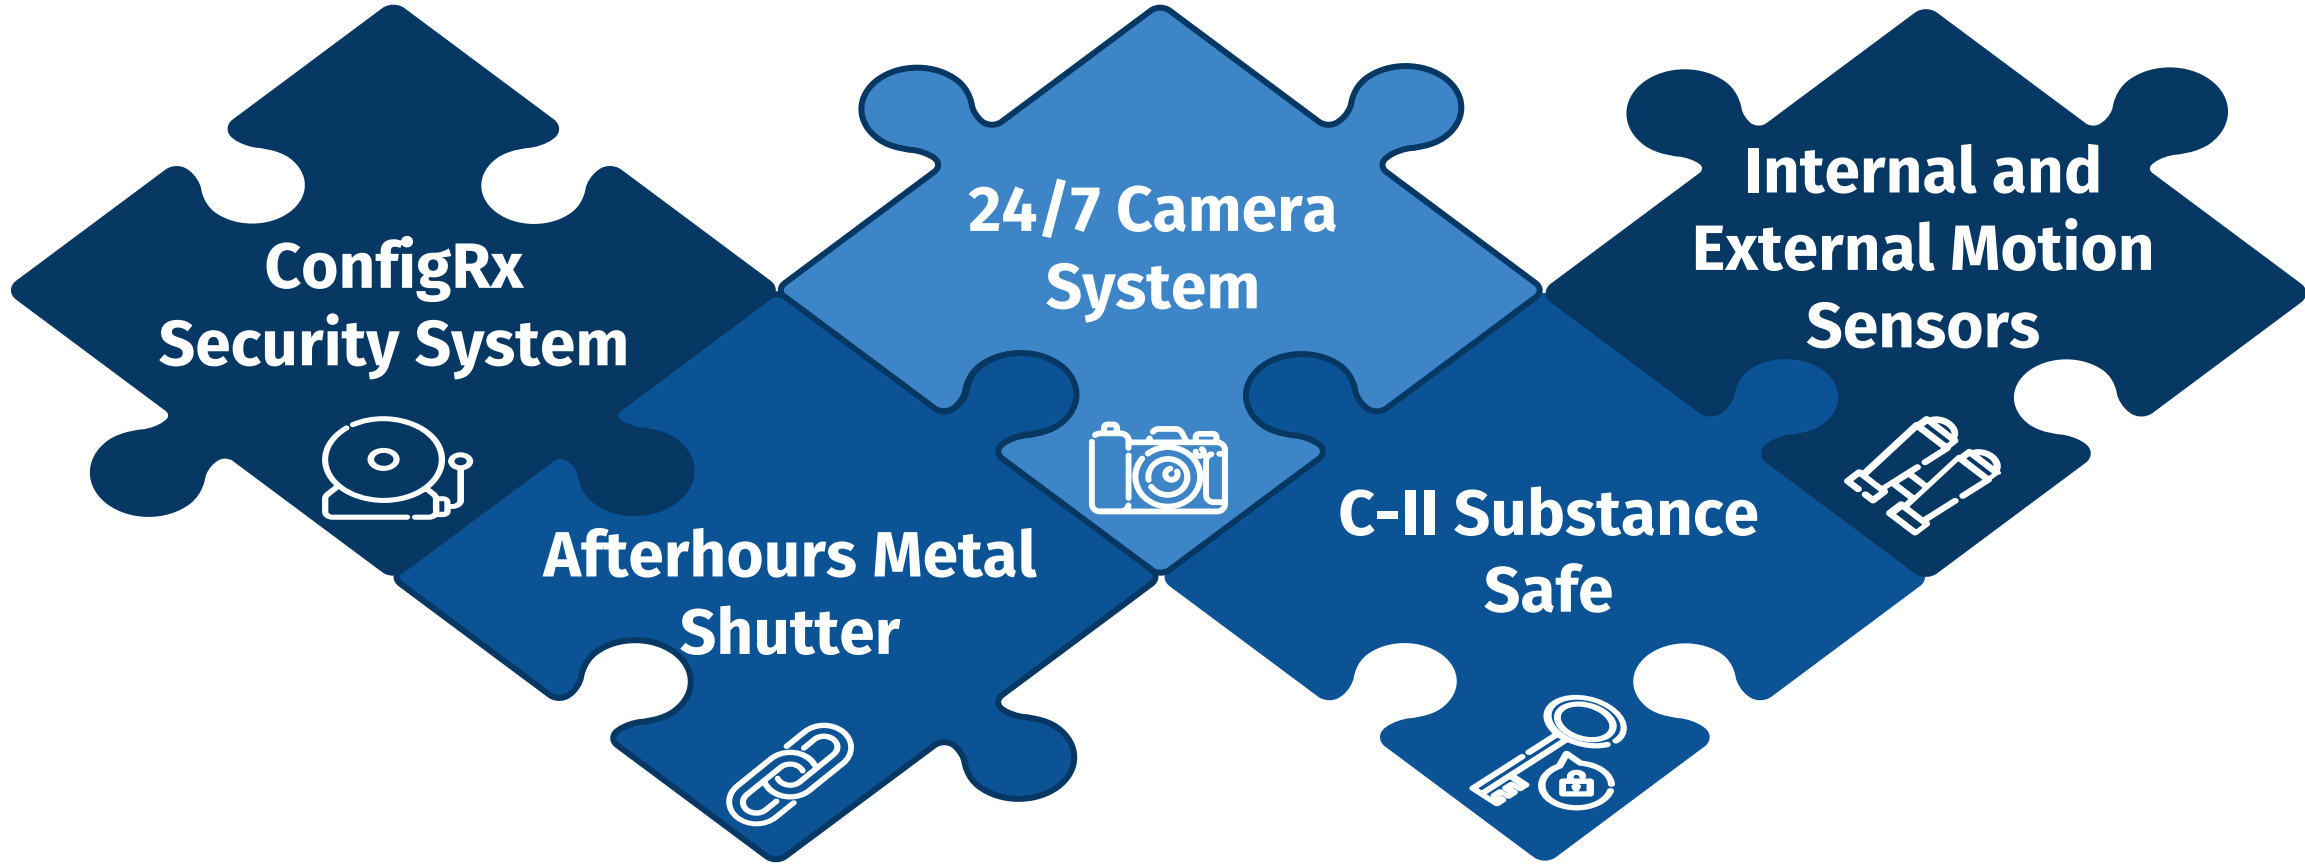 ConfigRx
Security System
24/7 Camera
System
Internal and
External Motion
Sensors
Afterhours Metal
Shutter
C-II Substance
Safe